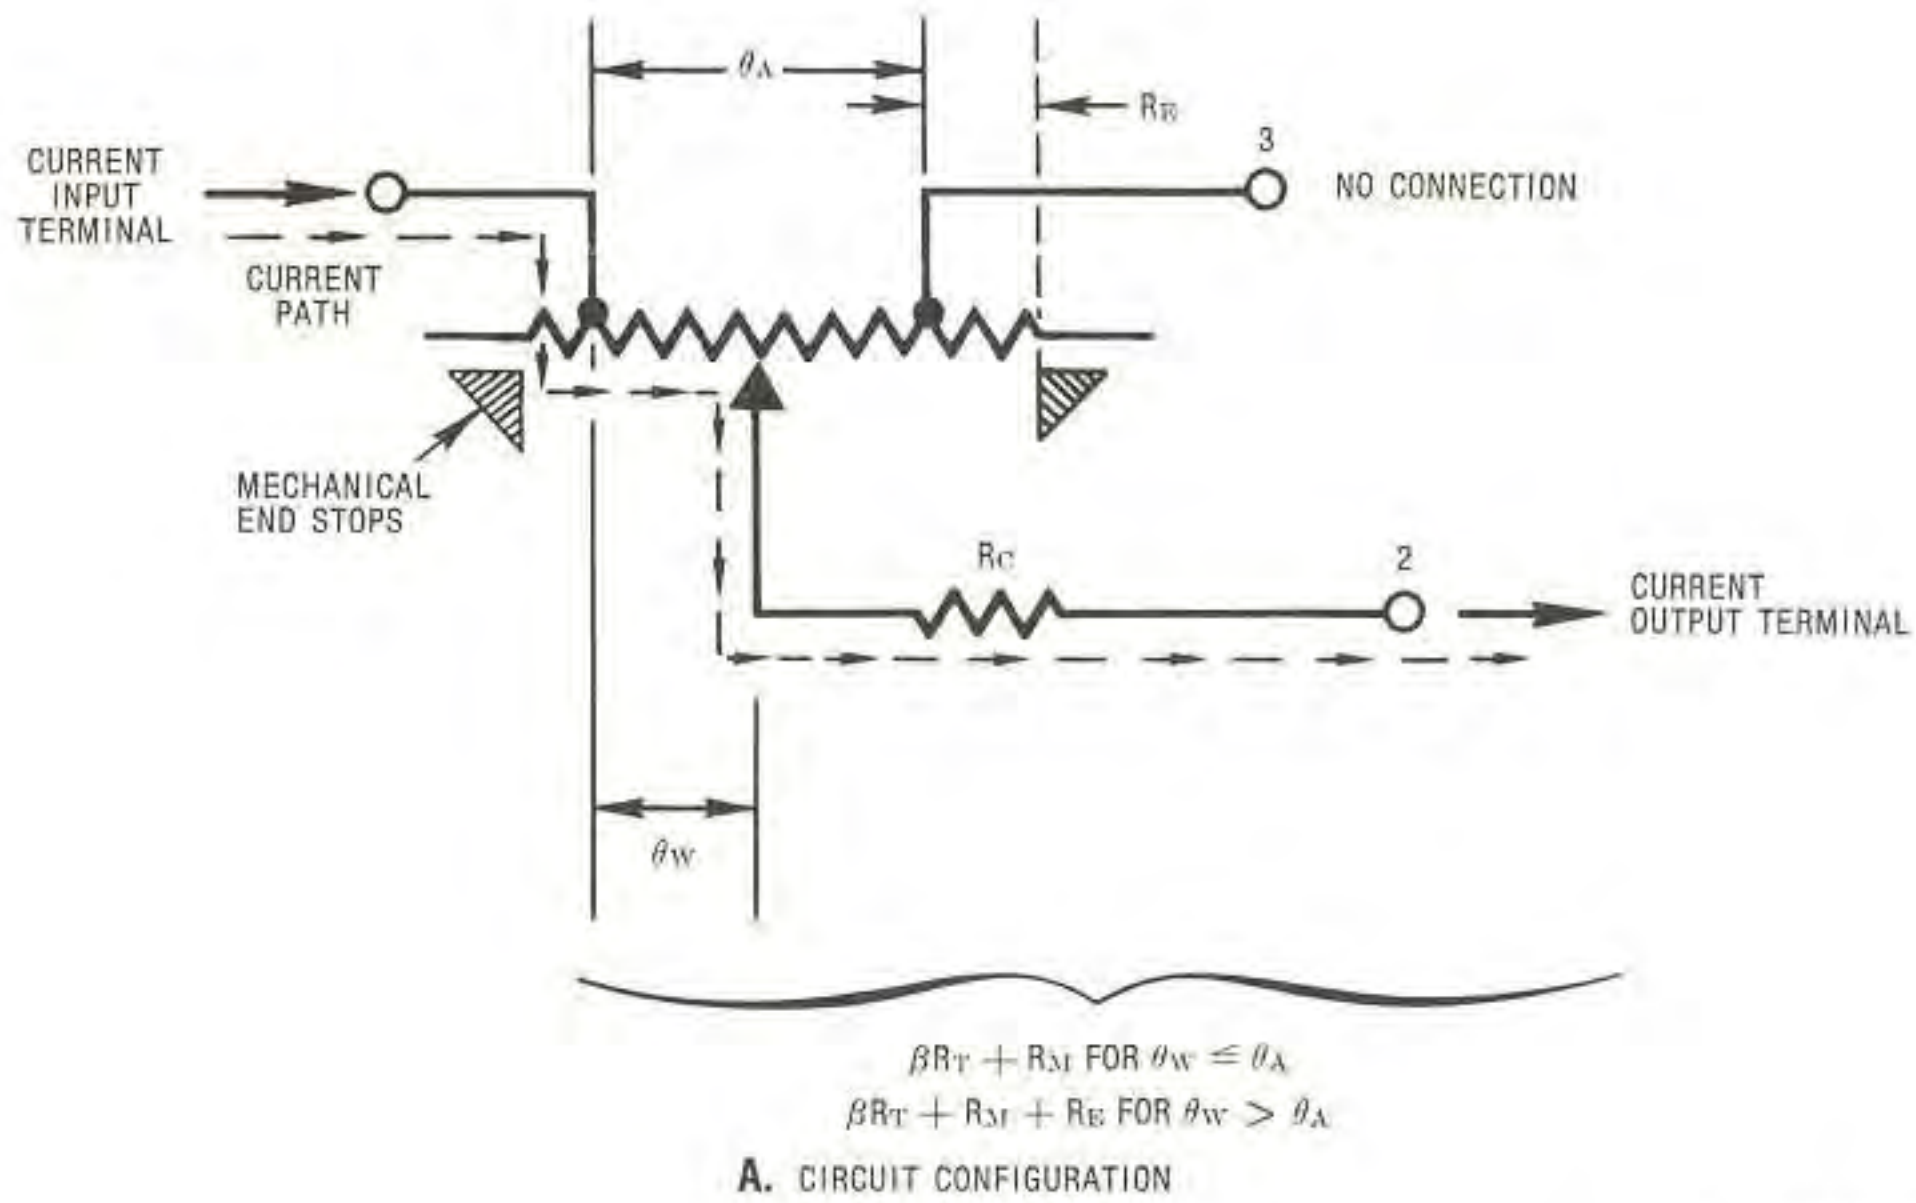 θA
RE
3
CURRENT
INPUT
TERMINAL
NO CONNECTION
CURRENT
PATH
MECHANICAL
END STOPS
RC
2
CURRENT
OUTPUT TERMINAL
θW
βRT + RM FOR θW ≦ θA
βRT + RM + RE FOR θW > θA
A. CIRCUIT CONFIGURATION